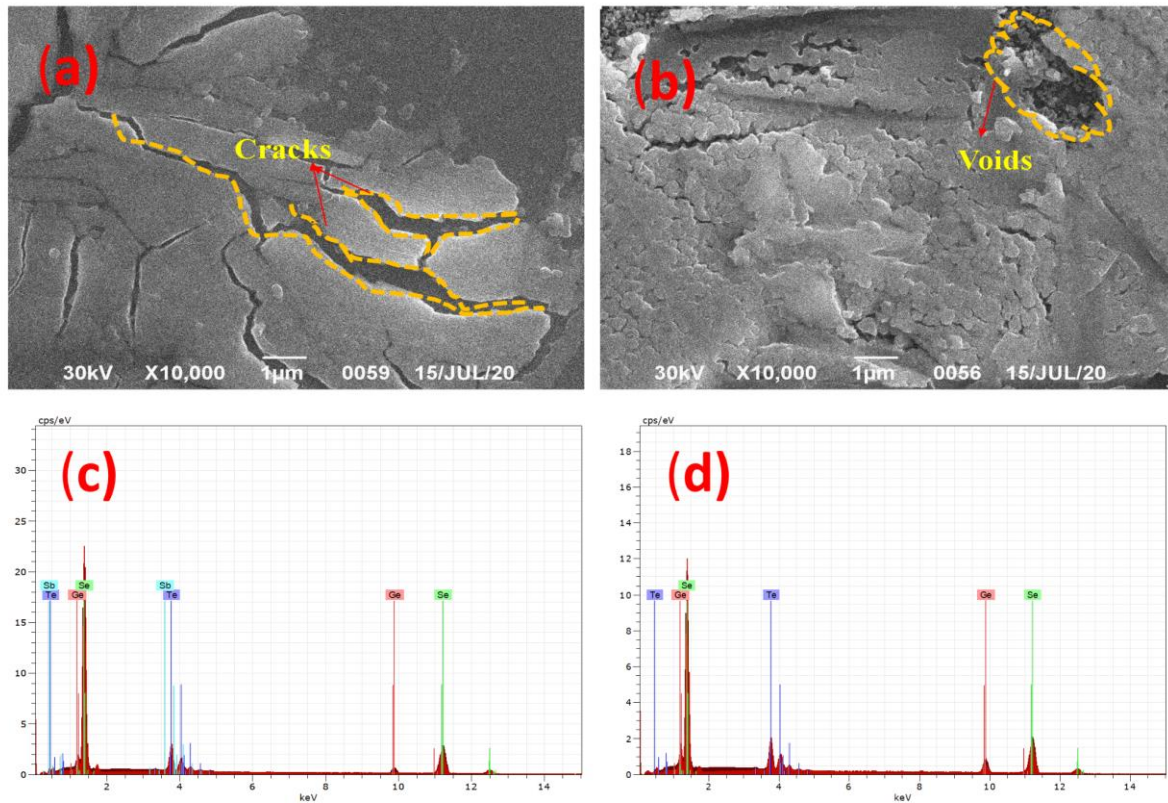 (a)
Cracks
30kV X10,000 1μm 0059 15/JUL/20
(b)
Voids
30kV X10,000 1μm 0056 15/JUL/20
cps/eV
(c)
30
25
20
15
10
5
0
Sb Se Sb
Te Ge Te Ge Se
2 4 6 8 10 12 14
keV
cps/eV
(d)
18
16
14
12
10
8
6
4
2
0
Se
Te Ge Te Ge Se
2 4 6 8 10 12 14
keV